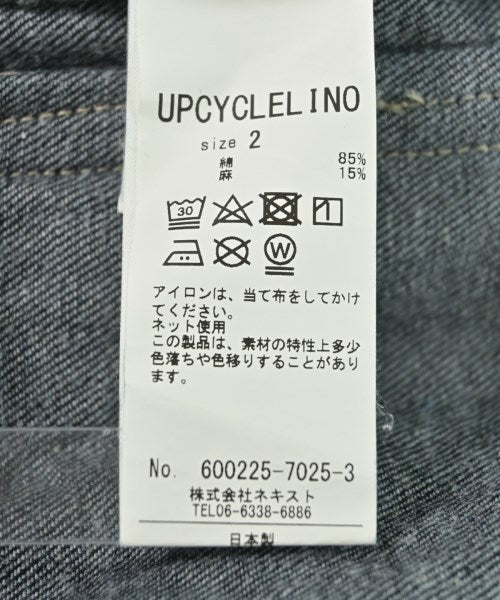 UPCYCLELINO
size 2
綿 85%
麻 15%
30
W
アイロンは、当て布をしてかけ
てください。
ネット使用
この製品は、素材の特性上多少
色落ちや色移りすることがあり
ます。
No. 600225-7025-3
株式会社ネキスト
TEL06-6338-6886
日本製